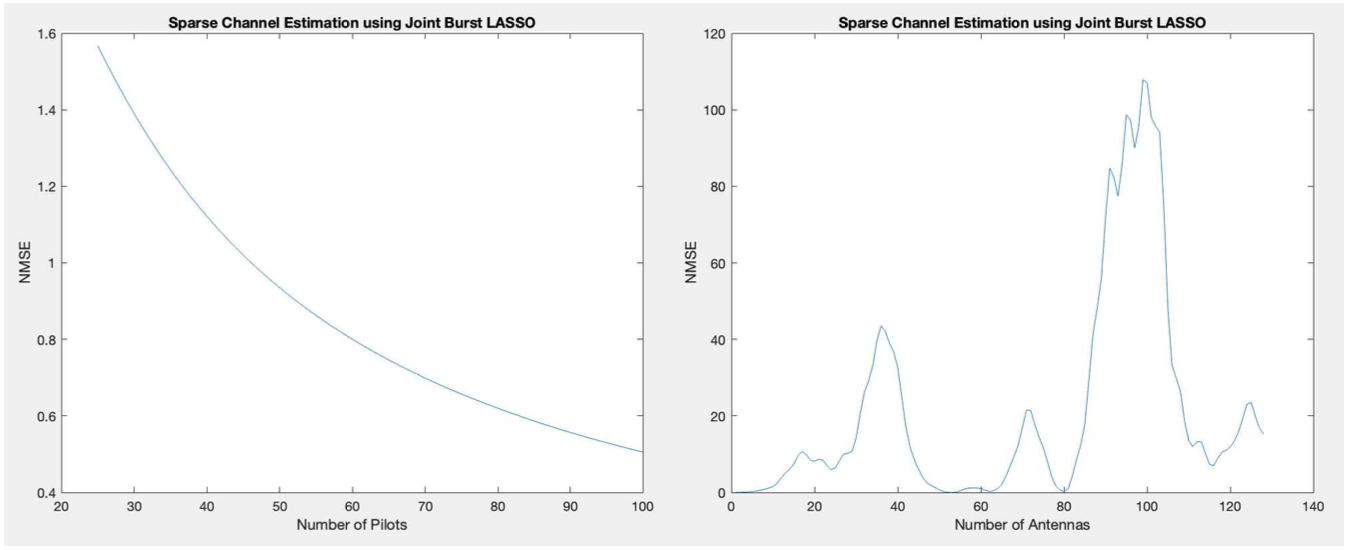 Sparse Channel Estimation using Joint Burst LASSO
1.6
1.4
1.2
1
0.8
0.6
0.4
NMSE
20 30 40 50 60 70 80 90 100
Number of Pilots
Sparse Channel Estimation using Joint Burst LASSO
120
100
80
60
40
20
0
NMSE
0 20 40 60 80 100 120 140
Number of Antennas